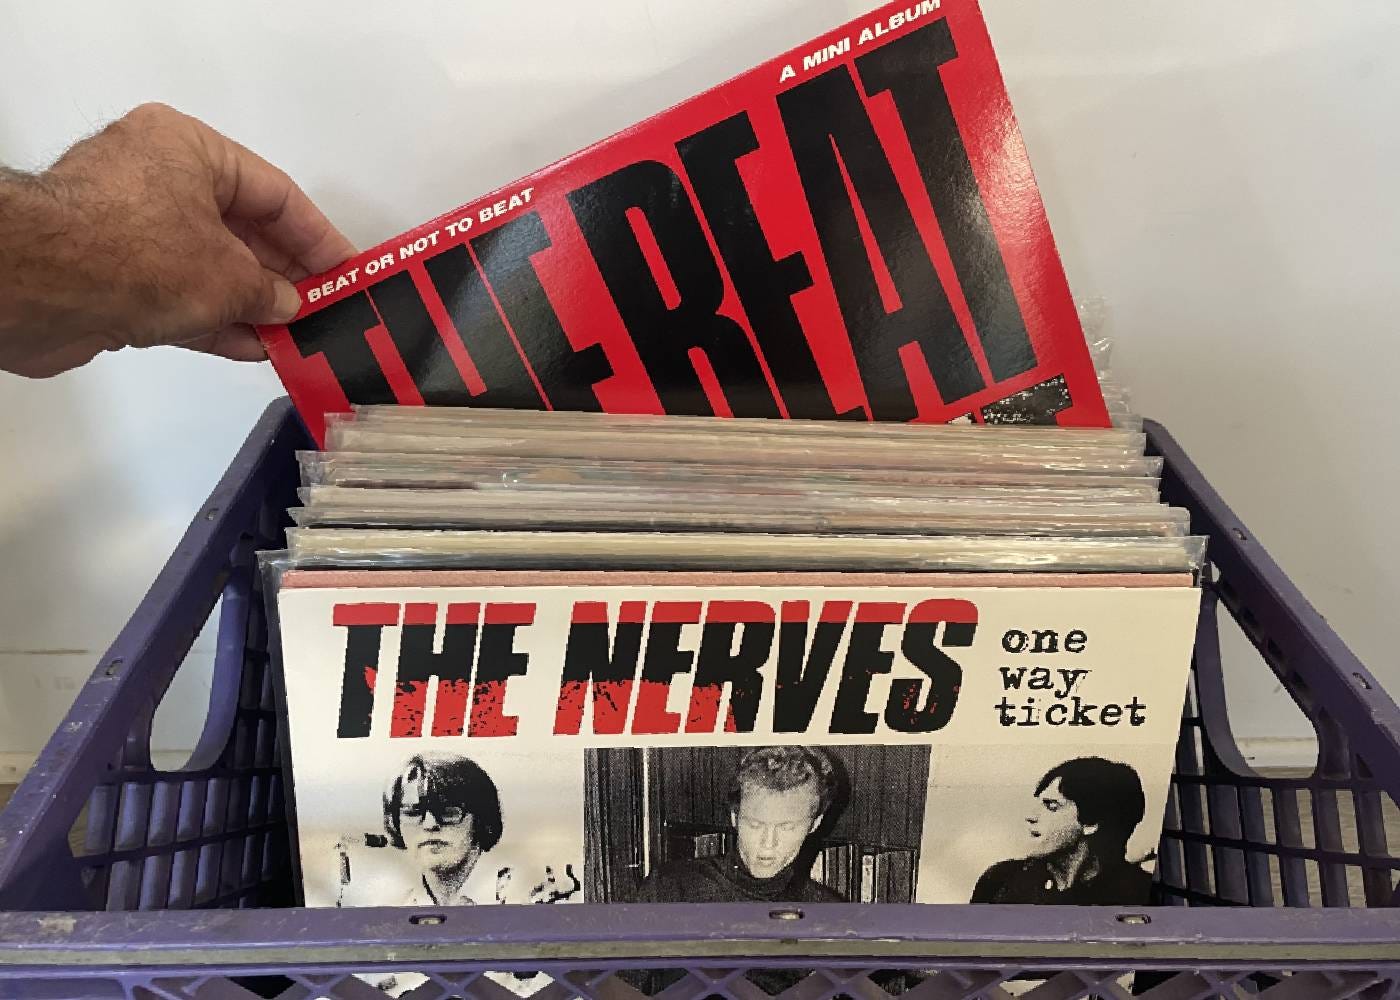 A MINI ALBUM
BEAT OR NOT TO BEAT
THE BEAT
THE NERVES
one
way
ticket